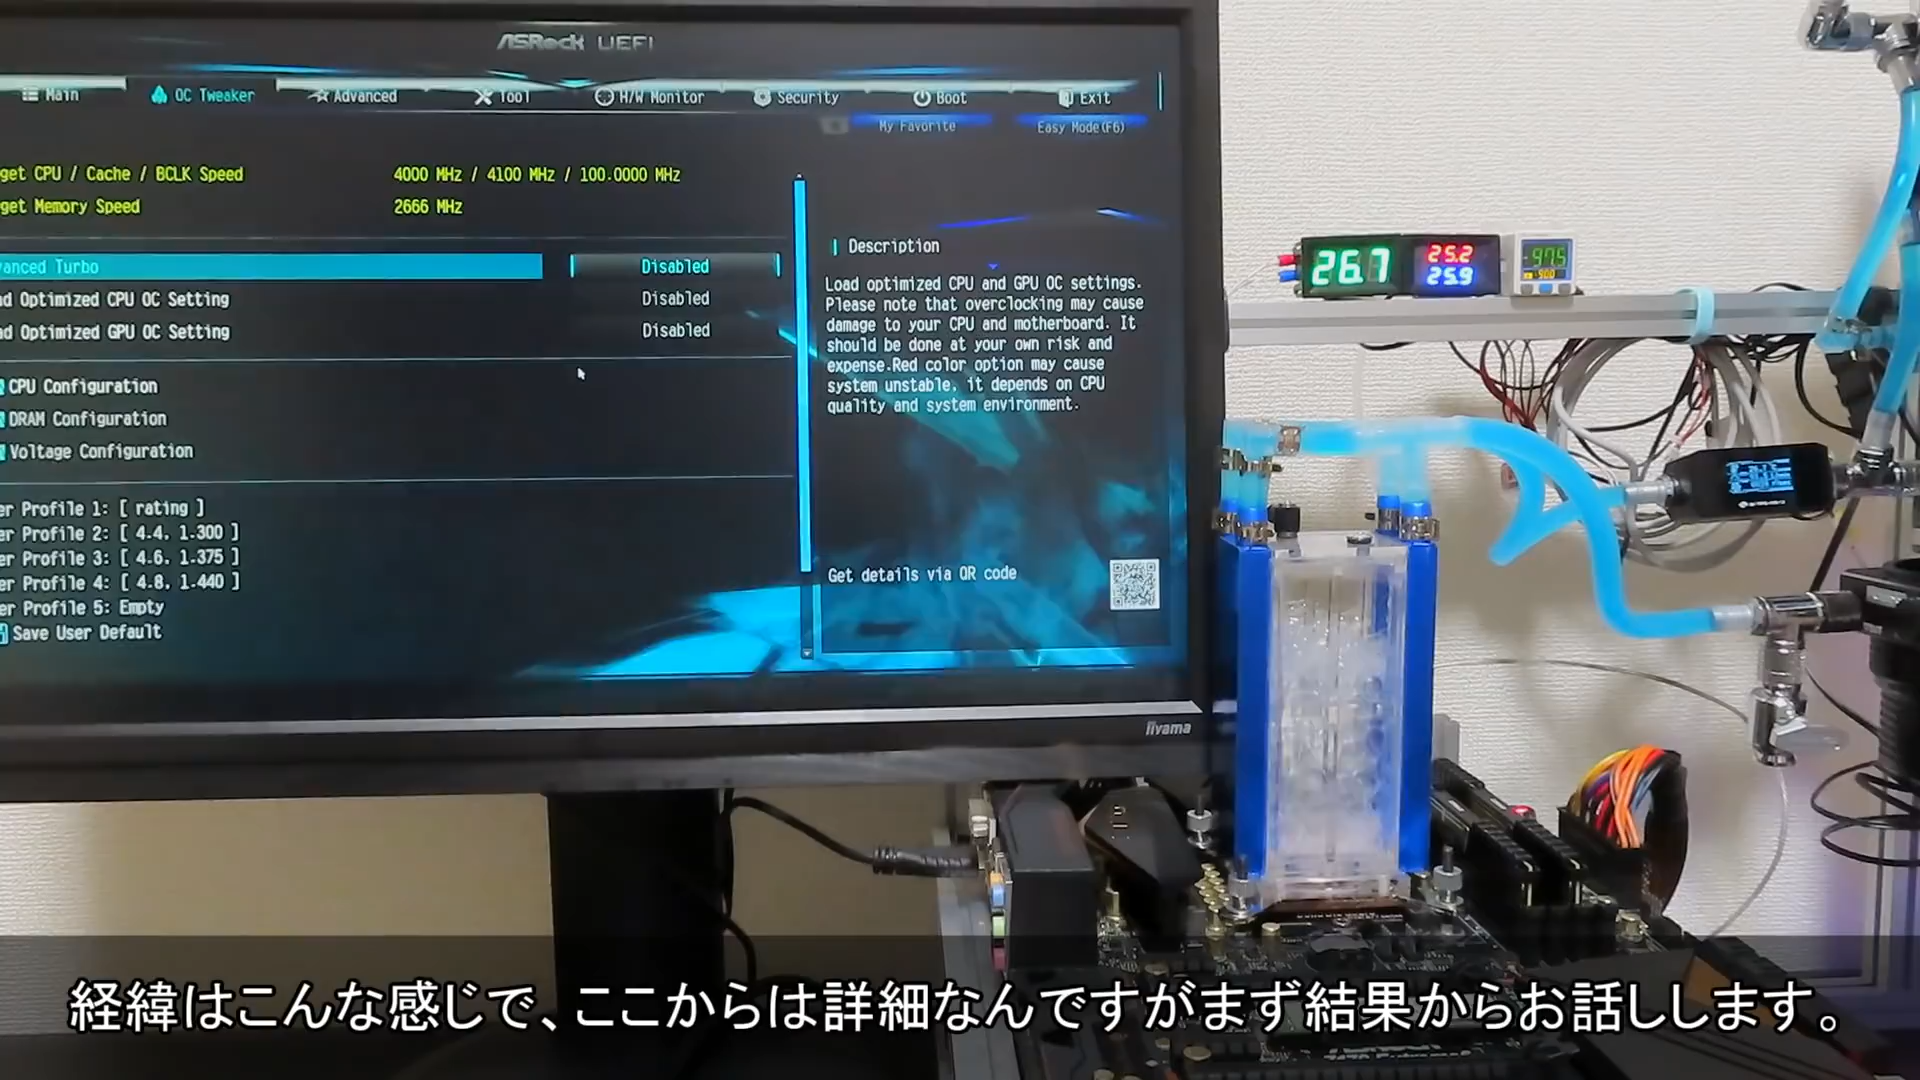 ASRock UEFI
Main
OC Tweaker
Advanced
Tool
H/W Monitor
Security
Boot
Exit
My Favorite
Easy Mode(F6)
get CPU / Cache / BCLK Speed
4000 MHz / 4100 MHz / 100.0000 MHz
get Memory Speed
2666 MHz
vanced Turbo
Disabled
ad Optimized CPU OC Setting
Disabled
ad Optimized GPU OC Setting
Disabled
CPU Configuration
DRAM Configuration
Voltage Configuration
er Profile 1: [ rating ]
er Profile 2: [ 4.4, 1.300 ]
er Profile 3: [ 4.6, 1.375 ]
er Profile 4: [ 4.8, 1.440 ]
er Profile 5: Empty
Save User Default
Description
Load optimized CPU and GPU OC settings.
Please note that overclocking may cause
damage to your CPU and motherboard. It
should be done at your own risk and
expense.Red color option may cause
system unstable, it depends on CPU
quality and system environment.
Get details via QR code
iiyama
26.7
25.2
25.9
-97.5
-90.0
経緯はこんな感じで、ここからは詳細なんですがまず結果からお話しします。